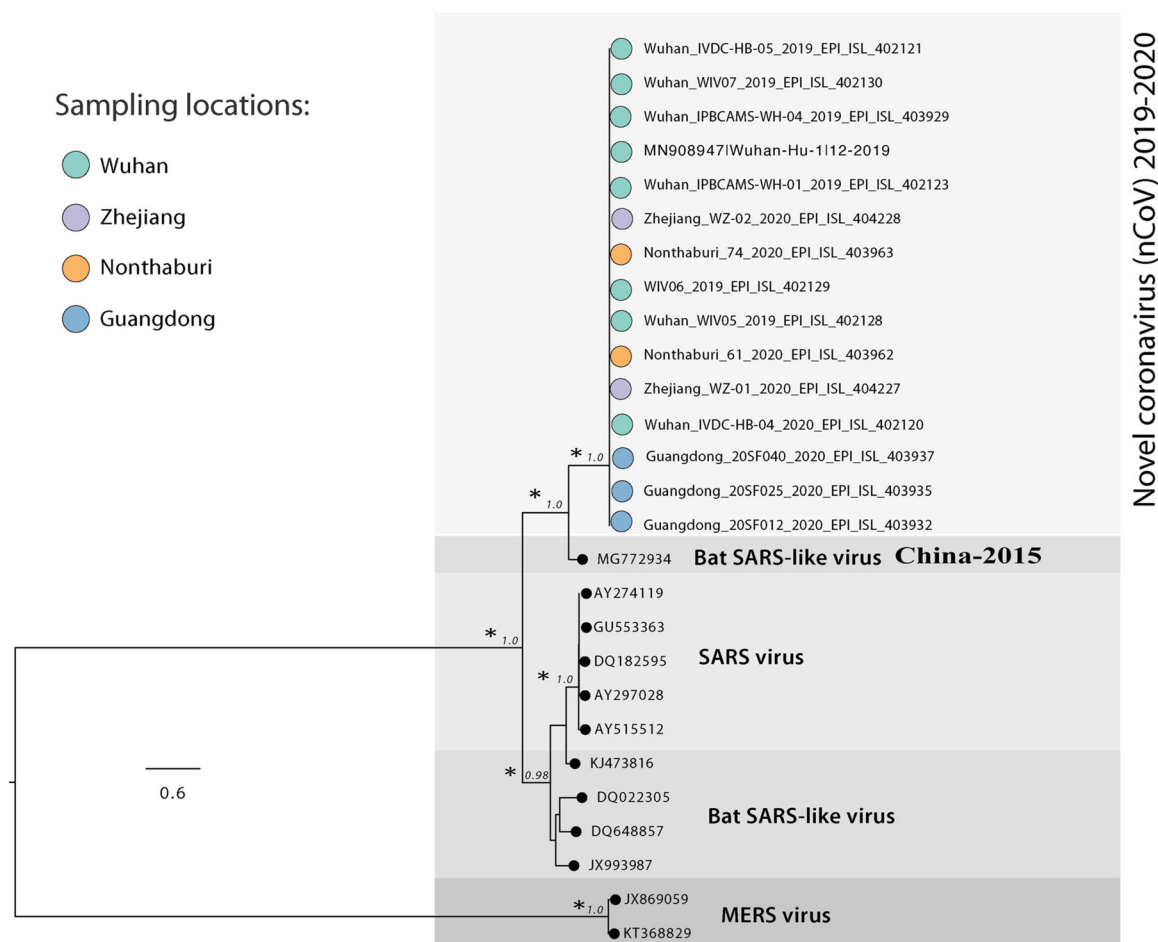 Sampling locations:
Wuhan
Zhejiang
Nonthaburi
Guangdong
Wuhan_IVDC-HB-05_2019_EPI_ISL_402121
Wuhan_WIV07_2019_EPI_ISL_402130
Wuhan_IPBCAMS-WH-04_2019_EPI_ISL_403929
MN908947|Wuhan-Hu-1|12-2019
Wuhan_IPBCAMS-WH-01_2019_EPI_ISL_402123
Zhejiang_WZ-02_2020_EPI_ISL_404228
Nonthaburi_74_2020_EPI_ISL_403963
WIV06_2019_EPI_ISL_402129
Wuhan_WIV05_2019_EPI_ISL_402128
Nonthaburi_61_2020_EPI_ISL_403962
Zhejiang_WZ-01_2020_EPI_ISL_404227
Wuhan_IVDC-HB-04_2020_EPI_ISL_402120
Guangdong_20SF040_2020_EPI_ISL_403937
Guangdong_20SF025_2020_EPI_ISL_403935
Guangdong_20SF012_2020_EPI_ISL_403932
Novel coronavirus (nCoV) 2019-2020
* 1.0
* 1.0
MG772934 Bat SARS-like virus China-2015
AY274119
GU553363
* 1.0
DQ182595 SARS virus
* 1.0
AY297028
AY515512
KJ473816
* 0.98
0.6
DQ022305
DQ648857 Bat SARS-like virus
JX993987
JX869059
* 1.0 MERS virus
KT368829